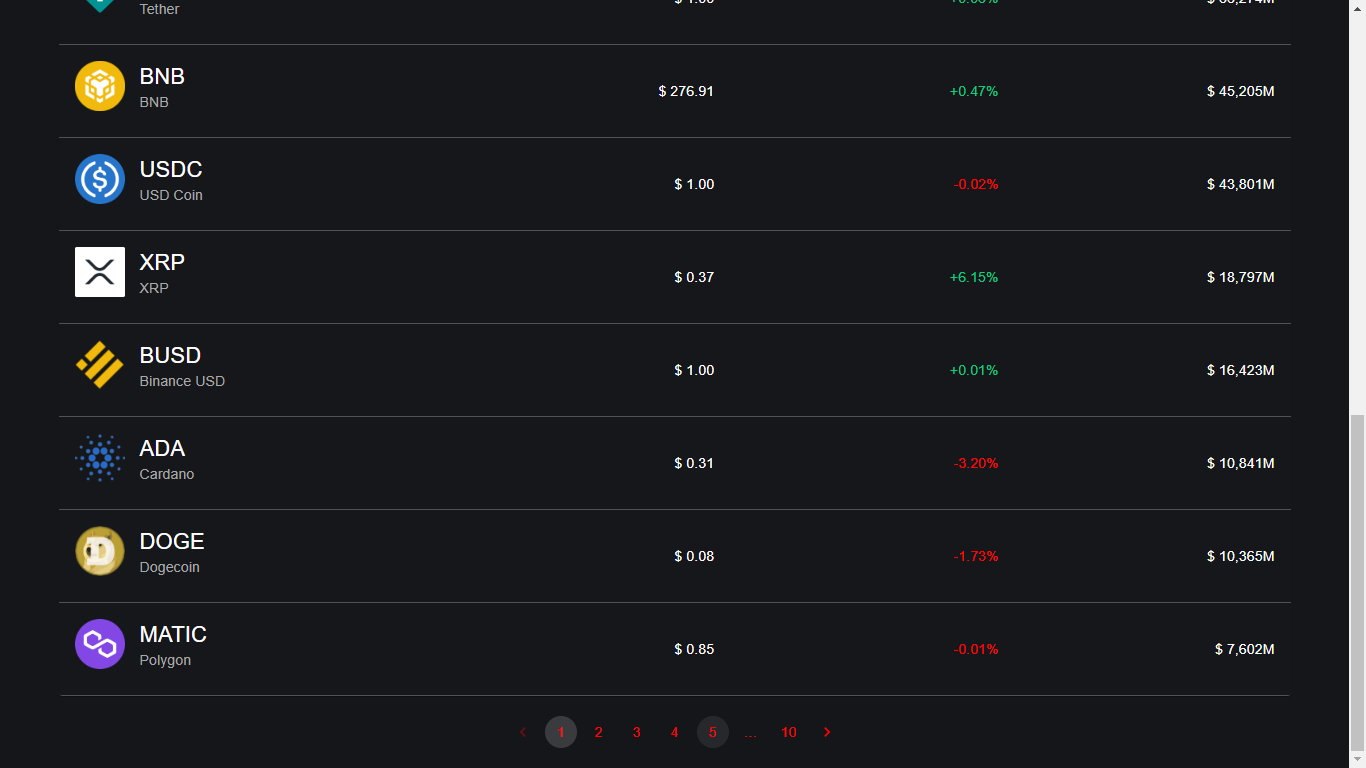 Tether
BNB
BNB
$ 276.91
+0.47%
$ 45,205M
USDC
USD Coin
$ 1.00
-0.02%
$ 43,801M
XRP
XRP
$ 0.37
+6.15%
$ 18,797M
BUSD
Binance USD
$ 1.00
+0.01%
$ 16,423M
ADA
Cardano
$ 0.31
-3.20%
$ 10,841M
DOGE
Dogecoin
$ 0.08
-1.73%
$ 10,365M
MATIC
Polygon
$ 0.85
-0.01%
$ 7,602M
1 2 3 4 5 ... 10